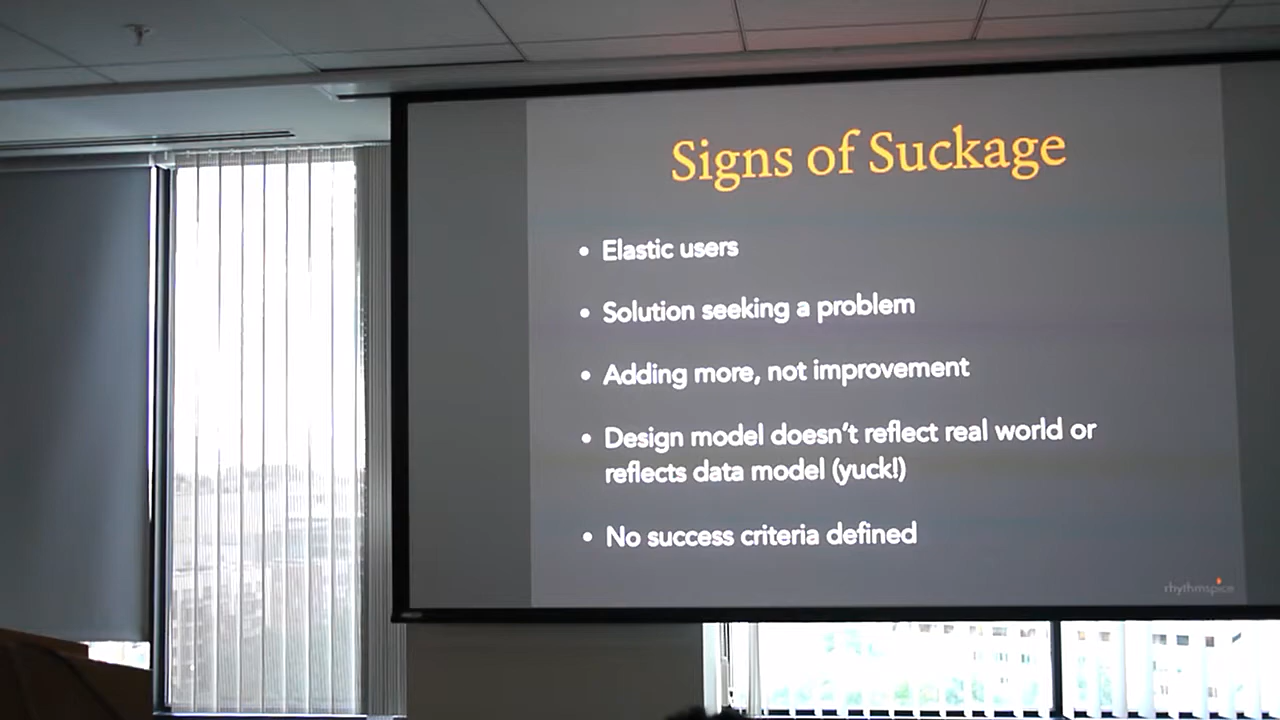 Signs of Suckage
• Elastic users
• Solution seeking a problem
• Adding more, not improvement
• Design model doesn't reflect real world or
reflects data model (yuck!)
• No success criteria defined
rhythmspice